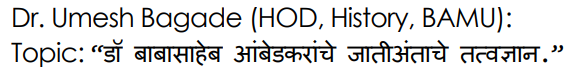 Dr. Umesh Bagade (HOD, History, BAMU):
Topic: “डॉ बाबासाहेब आंबेडकरांचे जातीअंताचे तत्वज्ञान.”